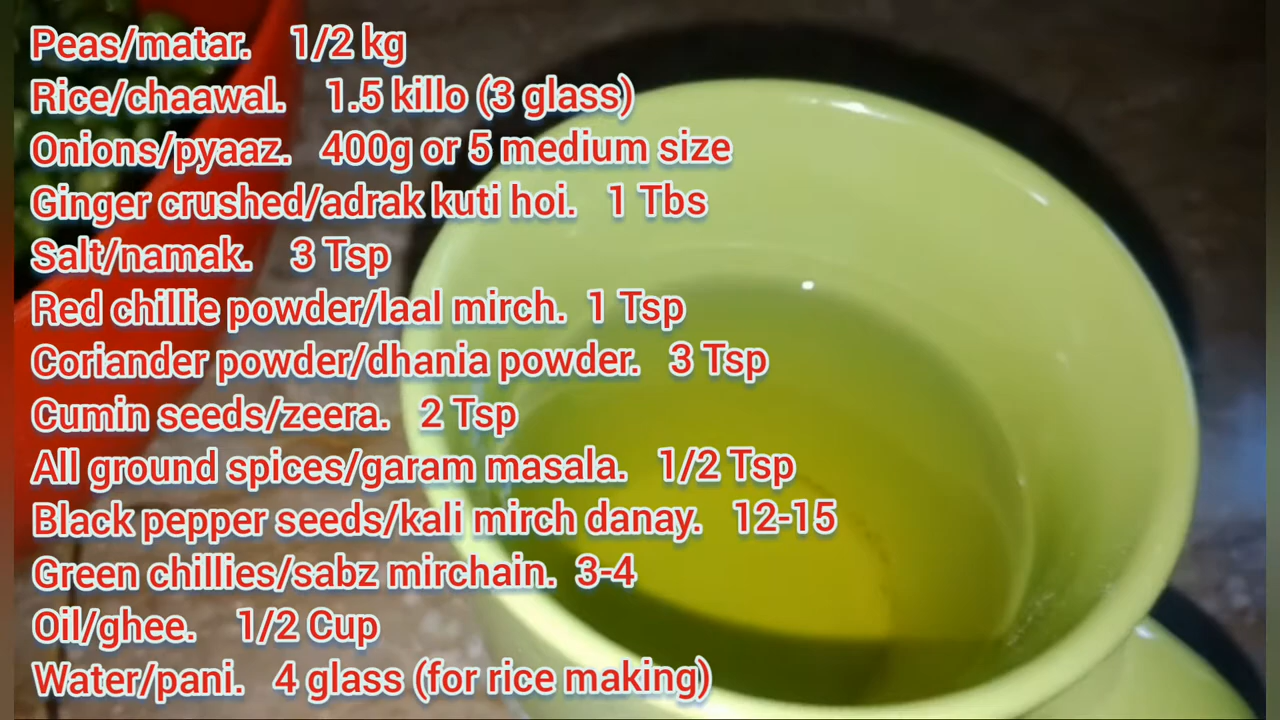 Peas/matar. 1/2 kg
Rice/chaawal. 1.5 killo (3 glass)
Onions/pyaaz. 400g or 5 medium size
Ginger crushed/adrak kuti hoi. 1 Tbs
Salt/namak. 3 Tsp
Red chillie powder/laal mirch. 1 Tsp
Coriander powder/dhania powder. 3 Tsp
Cumin seeds/zeera. 2 Tsp
All ground spices/garam masala. 1/2 Tsp
Black pepper seeds/kali mirch danay. 12-15
Green chillies/sabz mirchain. 3-4
Oil/ghee. 1/2 Cup
Water/pani. 4 glass (for rice making)